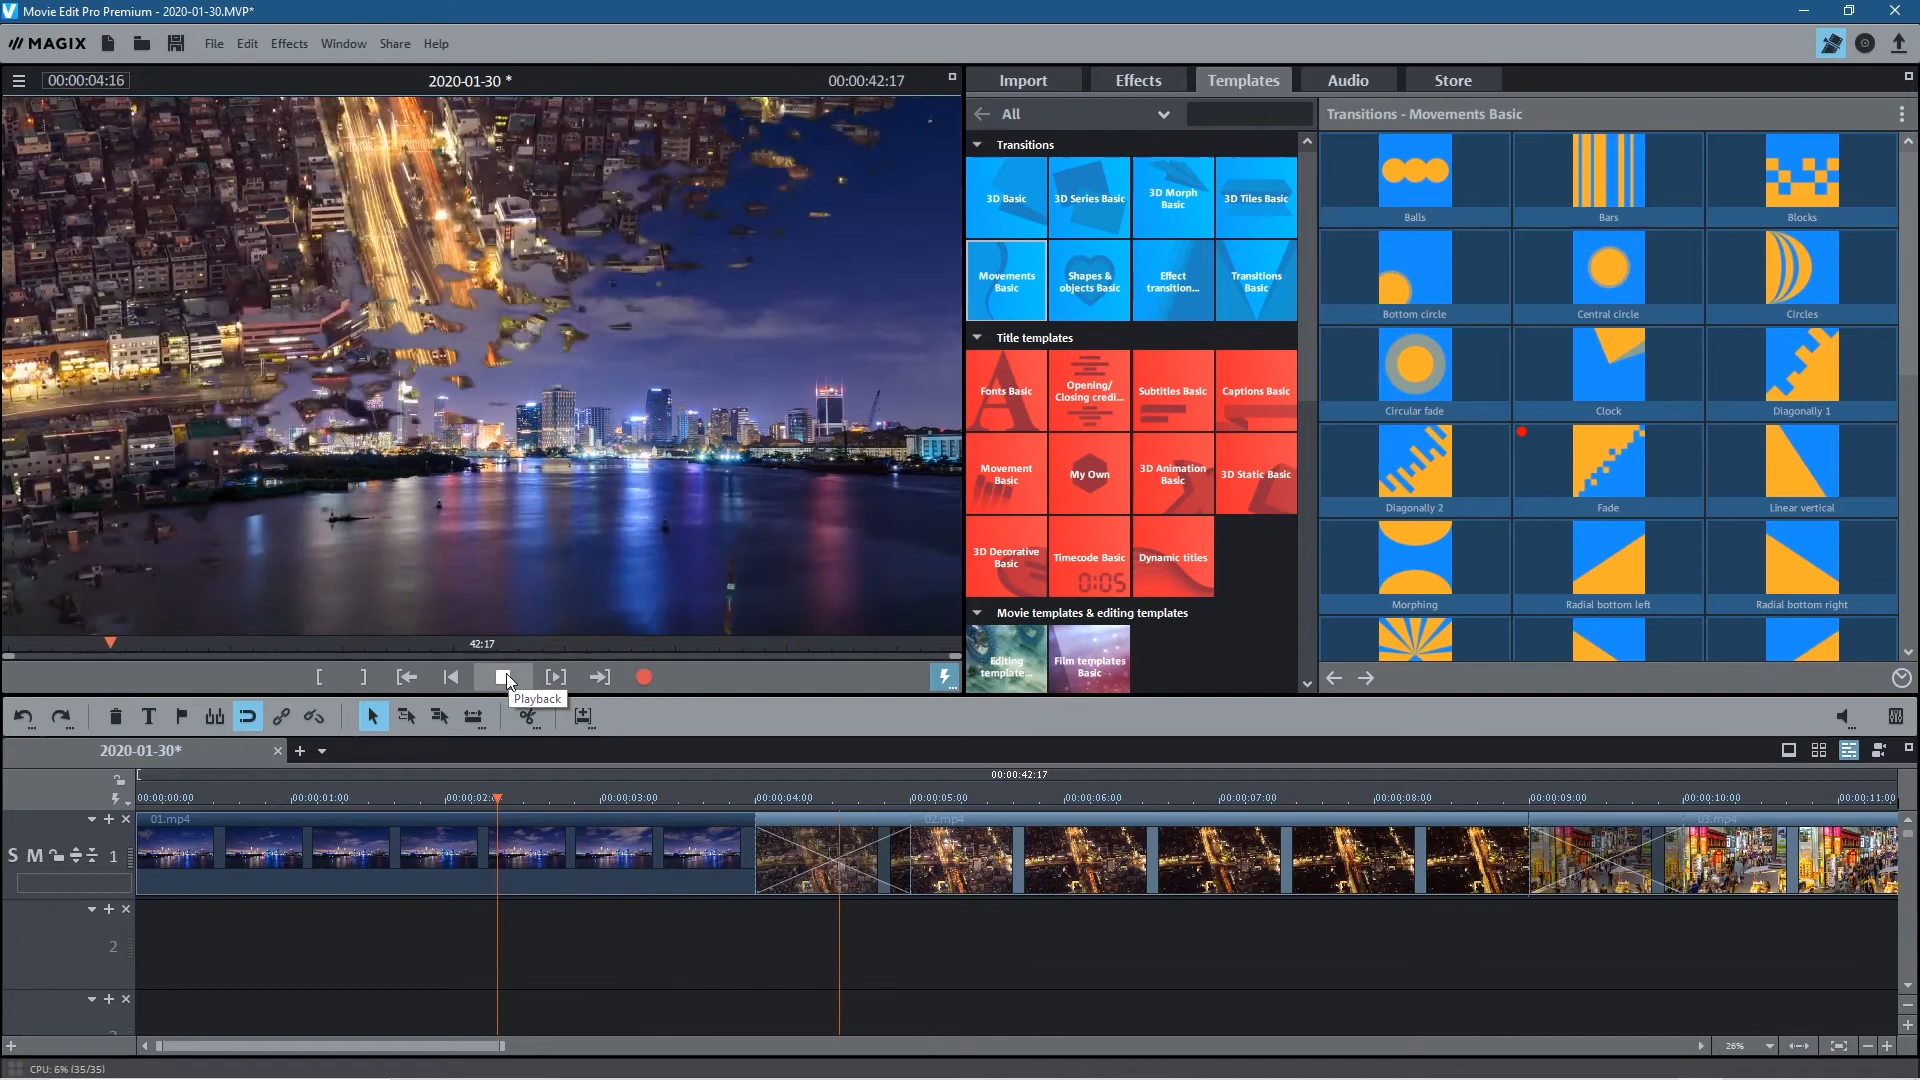 Movie Edit Pro Premium - 2020-01-30.MVP*
MAGIX File Edit Effects Window Share Help
00:00:04:16 2020-01-30 * 00:00:42:17
Import Effects Templates Audio Store
All
Transitions - Movements Basic
Transitions
3D Basic
3D Series Basic
3D Morph
Basic
3D Tiles Basic
Movements
Basic
Shapes &
objects Basic
Effect
transition...
Transitions
Basic
Title templates
Fonts Basic
Opening/
Closing credi...
Subtitles Basic
Captions Basic
Movement
Basic
My Own
3D Animation
Basic
3D Static Basic
3D Decorative
Basic
Timecode Basic
0:05
Dynamic titles
Movie templates & editing templates
Editing
template...
Film templates
Basic
Balls Bars Blocks
Bottom circle Central circle Circles
Circular fade Clock Diagonally 1
Diagonally 2 Fade Linear vertical
Morphing Radial bottom left Radial bottom right
42:17
Playback
2020-01-30*
00:00:42:17
00:00:00:00 00:00:01:00 00:00:02: 00:00:03:00 00:00:04:00 00:00:05:00 00:00:06:00 00:00:07:00 00:00:08:00 00:00:09:00 00:00:10:00 00:00:11:00
01.mp4 02.mp4 03.mp4
S M 1
2
26%
CPU: 6% (35/35)